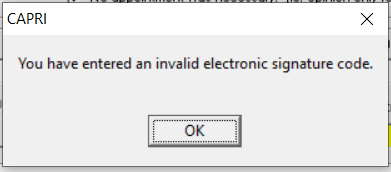 CAPRI
You have entered an invalid electronic signature code.
OK